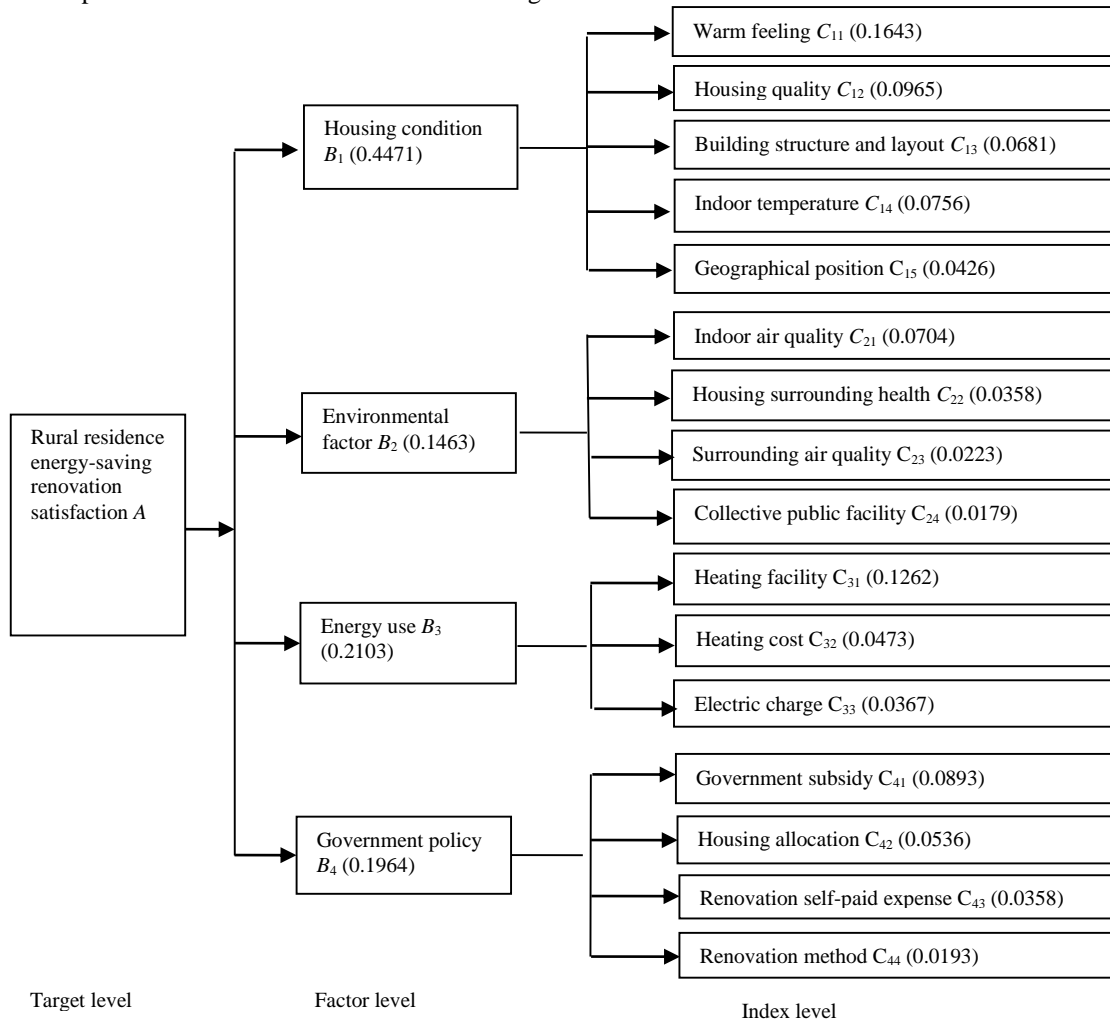 Warm feeling C11 (0.1643)
Housing quality C12 (0.0965)
Housing condition
B1 (0.4471)
Building structure and layout C13 (0.0681)
Indoor temperature C14 (0.0756)
Geographical position C15 (0.0426)
Indoor air quality C21 (0.0704)
Environmental
factor B2 (0.1463)
Housing surrounding health C22 (0.0358)
Surrounding air quality C23 (0.0223)
Collective public facility C24 (0.0179)
Rural residence
energy-saving
renovation
satisfaction A
Heating facility C31 (0.1262)
Energy use B3
(0.2103)
Heating cost C32 (0.0473)
Electric charge C33 (0.0367)
Government subsidy C41 (0.0893)
Government policy
B4 (0.1964)
Housing allocation C42 (0.0536)
Renovation self-paid expense C43 (0.0358)
Renovation method C44 (0.0193)
Target level
Factor level
Index level